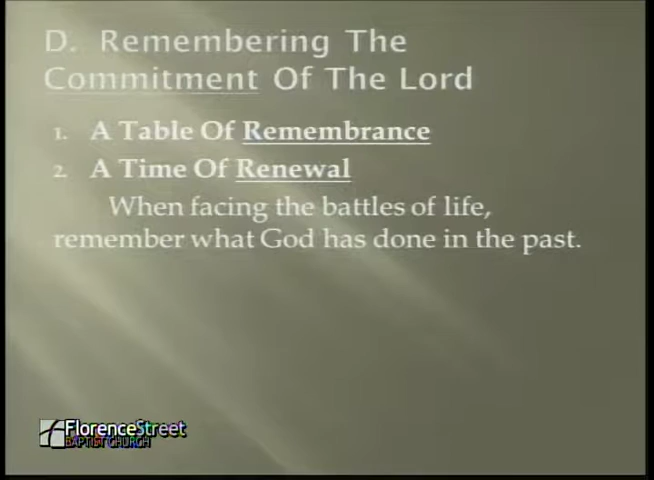 D. Remembering The
Commitment Of The Lord
1. A Table Of Remembrance
2. A Time Of Renewal
When facing the battles of life,
remember what God has done in the past.
FlorenceStreet
BAPTIST CHURCH